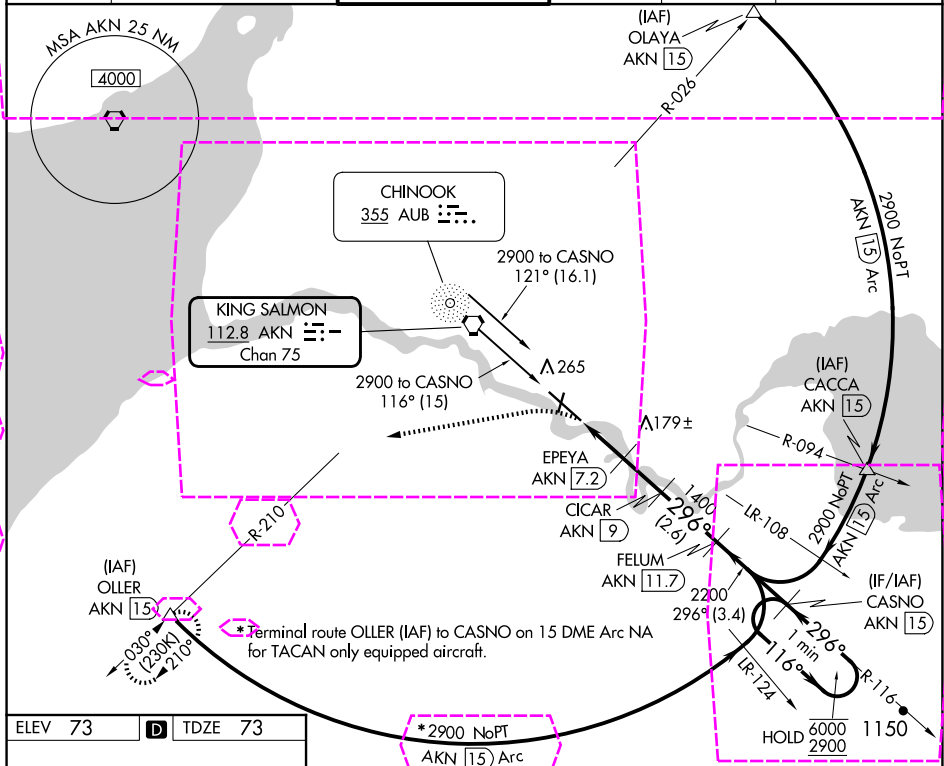 MSA AKN 25 NM
4000
(IAF)
OLAYA
AKN 15
R-026
2900 NoPT
AKN 15 Arc
CHINOOK
355 AUB
2900 to CASNO
121° (16.1)
KING SALMON
112.8 AKN
Chan 75
2900 to CASNO
116° (15)
265
179±
(IAF)
CACCA
AKN 15
R-094
EPEYA
AKN 7.2
CICAR
AKN 9
1400
296°
(2.6)
LR-108
2900 NoPT
AKN 15 Arc
FELUM
AKN 11.7
R-210
(IAF)
OLLER
AKN 15
030°
(230K)
210°
2200
296° (3.4)
(IF/IAF)
CASNO
AKN 15
* Terminal route OLLER (IAF) to CASNO on 15 DME Arc NA
for TACAN only equipped aircraft.
296°
1 min
116°
R-116
LR-124
HOLD 6000
2900
1150
ELEV 73 D TDZE 73
* 2900 NoPT
AKN 15 Arc